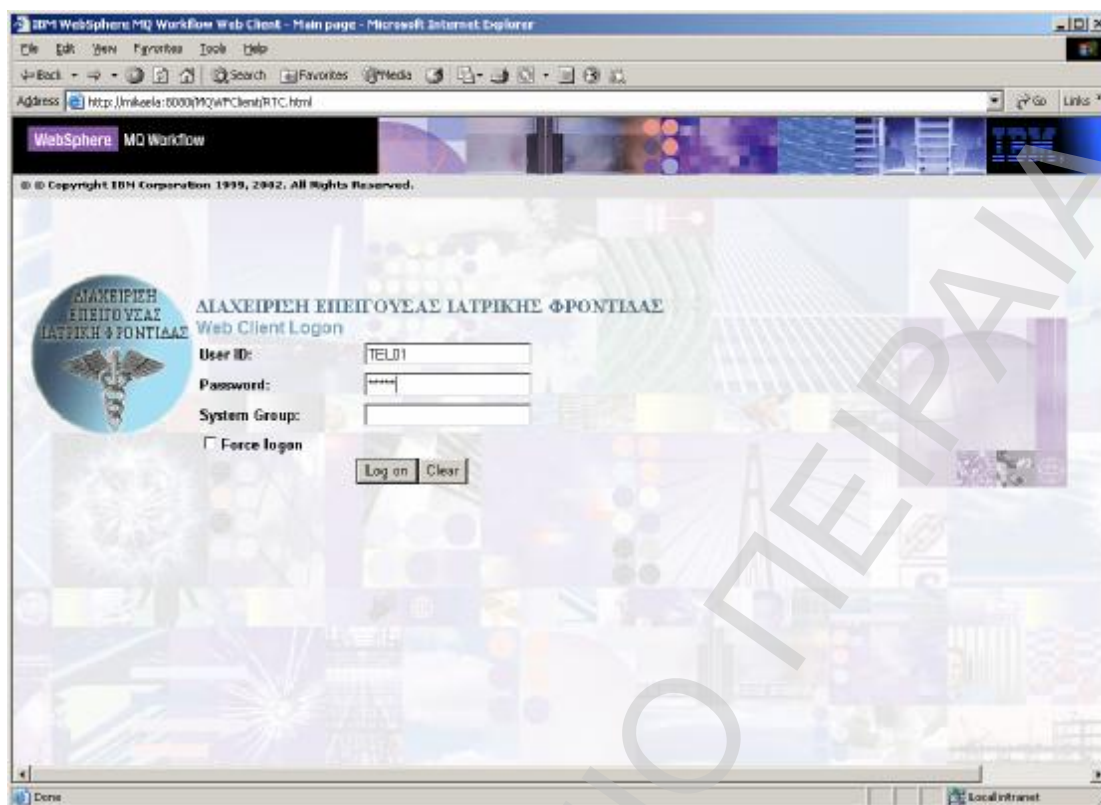 IBM WebSphere MQ Workflow Web Client - Main page - Microsoft Internet Explorer
File Edit View Favorites Tools Help
Back Search Favorites Media
Address http://mikaela:8080/MQWFClient/RTC.html Go Links
WebSphere MQ Workflow IBM
© © Copyright IBM Corporation 1999, 2002. All Rights Reserved.
ΔΙΑΧΕΙΡΙΣΗ
ΕΠΕΙΓΟΥΣΑΣ
ΙΑΤΡΙΚΗ ΦΡΟΝΤΙΔΑΣ
ΔΙΑΧΕΙΡΙΣΗ ΕΠΕΙΓΟΥΣΑΣ ΙΑΤΡΙΚΗΣ ΦΡΟΝΤΙΔΑΣ
Web Client Logon
User ID: TEL01
Password: *****
System Group:
Force logon
Log on Clear
Done Local intranet
Ο ΠΕΙΡΑΙΑ